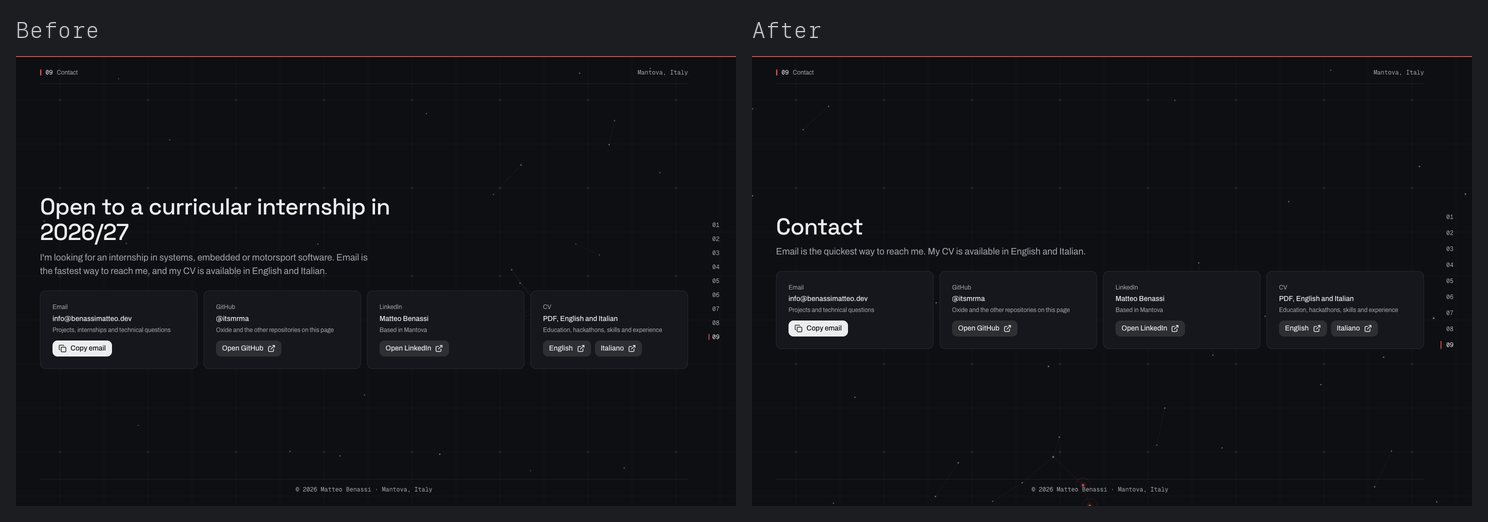 Before
09 Contact
Mantova, Italy
Open to a curricular internship in
2026/27
I'm looking for an internship in systems, embedded or motorsport software. Email is
the fastest way to reach me, and my CV is available in English and Italian.
Email
info@benassimatteo.dev
Projects, internships and technical questions
Copy email
GitHub
@itsmrma
Oxide and the other repositories on this page
Open GitHub
LinkedIn
Matteo Benassi
Based in Mantova
Open LinkedIn
CV
PDF, English and Italian
Education, hackathons, skills and experience
English
Italiano
01
02
03
04
05
06
07
08
09
© 2026 Matteo Benassi · Mantova, Italy
After
09 Contact
Mantova, Italy
Contact
Email is the quickest way to reach me. My CV is available in English and Italian.
Email
info@benassimatteo.dev
Projects and technical questions
Copy email
GitHub
@itsmrma
Oxide and the other repositories on this page
Open GitHub
LinkedIn
Matteo Benassi
Based in Mantova
Open LinkedIn
CV
PDF, English and Italian
Education, hackathons, skills and experience
English
Italiano
01
02
03
04
05
06
07
08
09
© 2026 Matteo Benassi · Mantova, Italy